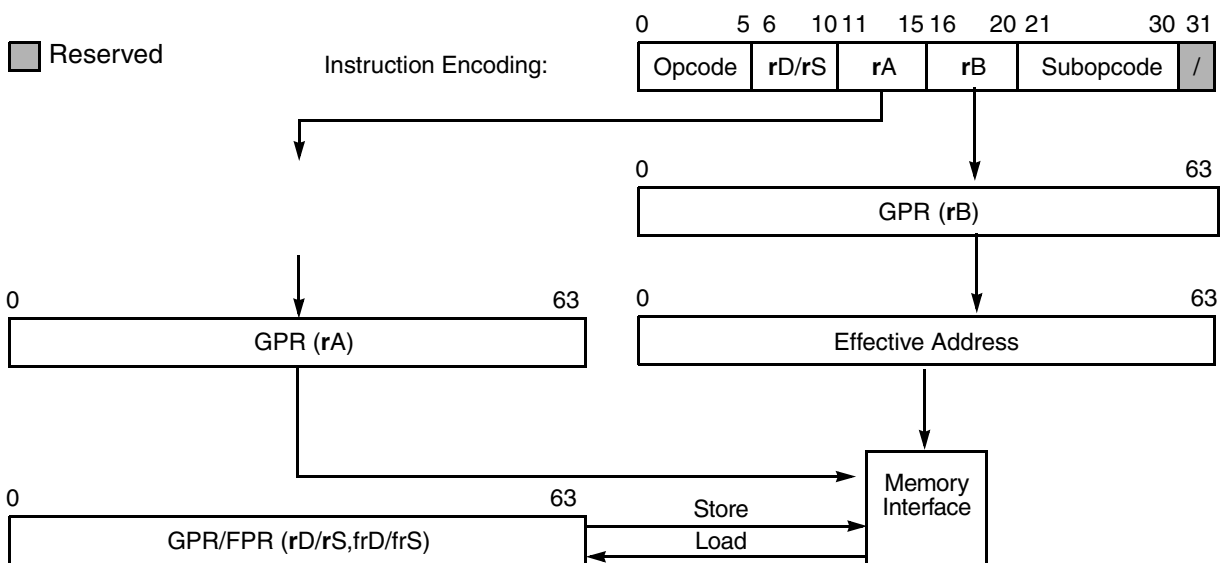 0 5 6 10 11 15 16 20 21 30 31
Reserved
Instruction Encoding:
Opcode rD/rS rA rB Subopcode /
0 63
GPR (rB)
0 63
GPR (rA)
0 63
Effective Address
Memory
Interface
0 63
GPR/FPR (rD/rS,frD/frS)
Store
Load